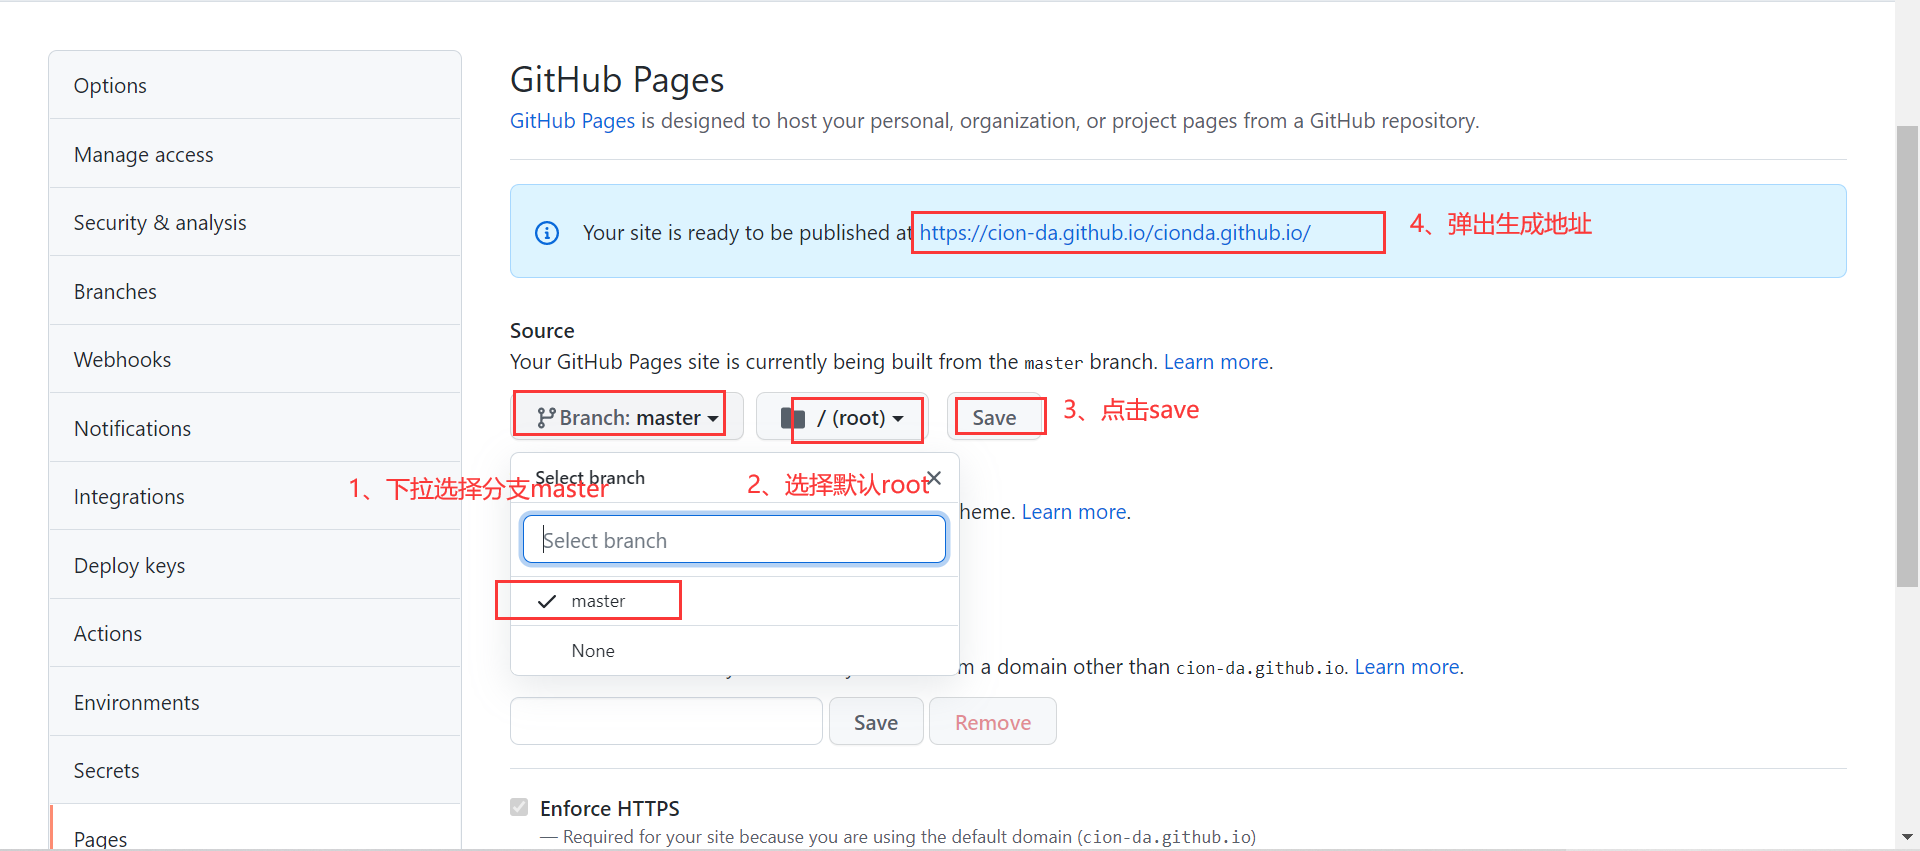 Options
Manage access
Security & analysis
Branches
Webhooks
Notifications
Integrations
Deploy keys
Actions
Environments
Secrets
Pages
GitHub Pages
GitHub Pages is designed to host your personal, organization, or project pages from a GitHub repository.
Your site is ready to be published at https://cion-da.github.io/cionda.github.io/
4、弹出生成地址
Source
Your GitHub Pages site is currently being built from the master branch. Learn more.
Branch: master
/ (root)
Save
3、点击save
Select branch
1、下拉选择分支master
2、选择默认root
heme. Learn more.
Select branch
master
None
m a domain other than cion-da.github.io. Learn more.
Save
Remove
Enforce HTTPS
— Required for your site because you are using the default domain (cion-da.github.io)